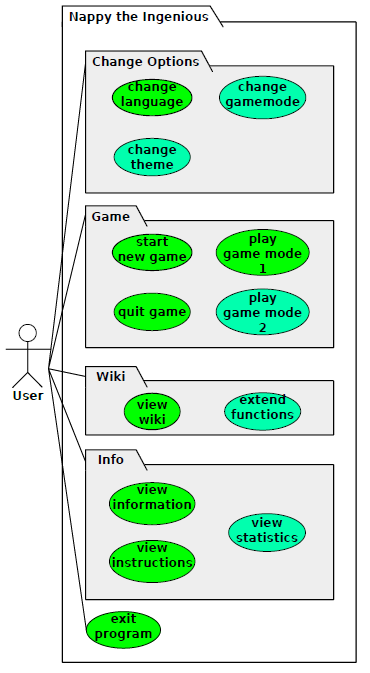 Nappy the Ingenious
Change Options
change
language
change
gamemode
change
theme
Game
start
new game
play
game mode
1
quit game
play
game mode
2
User
Wiki
view
wiki
extend
functions
Info
view
information
view
statistics
view
instructions
exit
program